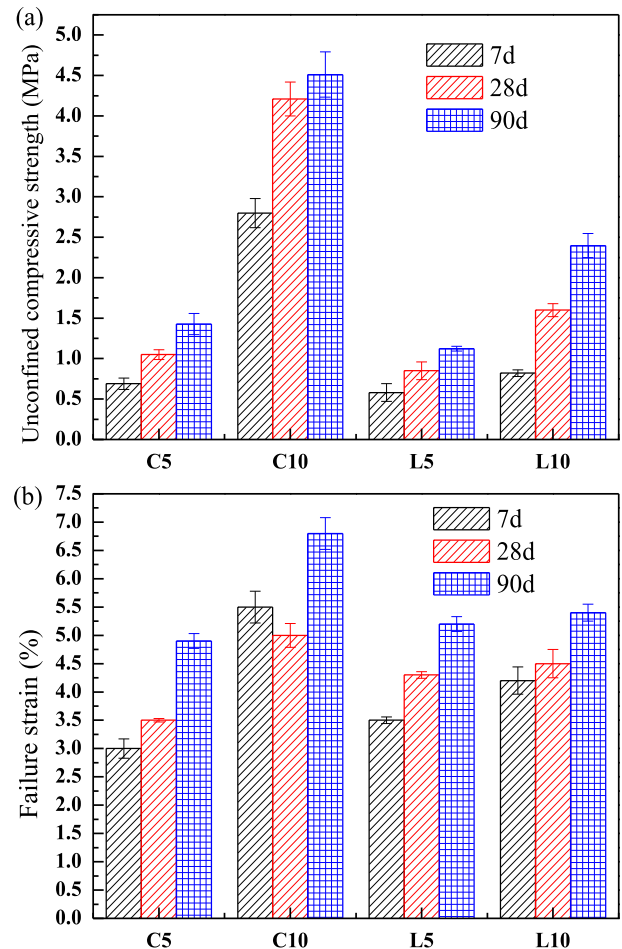 (a)
Unconfined compressive strength (MPa)
5.0
4.5
4.0
3.5
3.0
2.5
2.0
1.5
1.0
0.5
0.0
7d
28d
90d
C5 C10 L5 L10
(b)
Failure strain (%)
7.5
7.0
6.5
6.0
5.5
5.0
4.5
4.0
3.5
3.0
2.5
2.0
1.5
1.0
0.5
0.0
7d
28d
90d
C5 C10 L5 L10